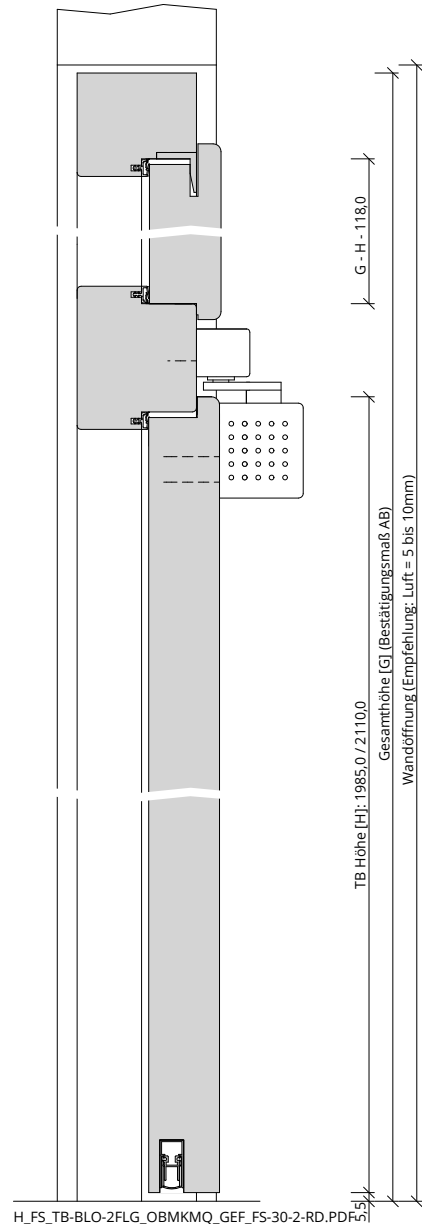 G - H - 118,0
TB Höhe [H]: 1985,0 / 2110,0
Gesamthöhe [G] (Bestätigungsmaß AB)
Wandöffnung (Empfehlung: Luft = 5 bis 10mm)
5,5
H_FS_TB-BLO-2FLG_OBMKMQ_GEF_FS-30-2-RD.PDF